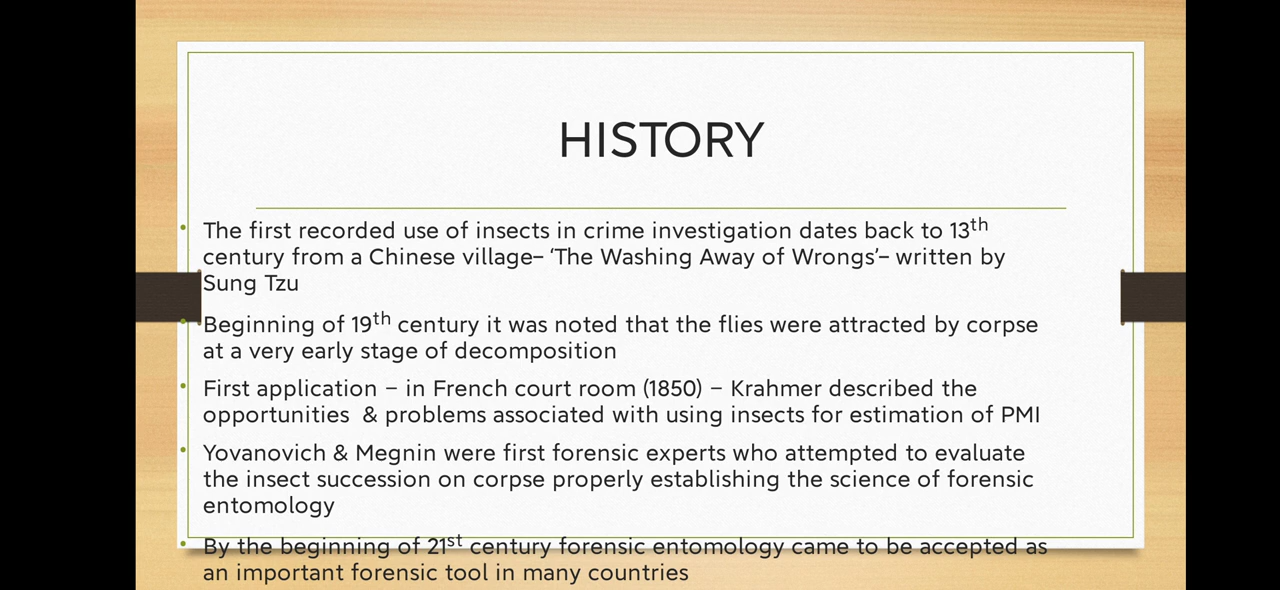 HISTORY
• The first recorded use of insects in crime investigation dates back to 13th
century from a Chinese village– ‘The Washing Away of Wrongs’– written by
Sung Tzu
• Beginning of 19th century it was noted that the flies were attracted by corpse
at a very early stage of decomposition
• First application – in French court room (1850) – Krahmer described the
opportunities  & problems associated with using insects for estimation of PMI
• Yovanovich & Megnin were first forensic experts who attempted to evaluate
the insect succession on corpse properly establishing the science of forensic
entomology
• By the beginning of 21st century forensic entomology came to be accepted as
an important forensic tool in many countries